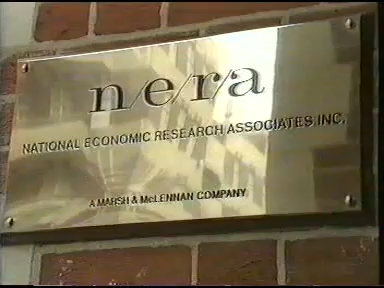 n/e/r/a
NATIONAL ECONOMIC RESEARCH ASSOCIATES INC.
A MARSH & McLENNAN COMPANY